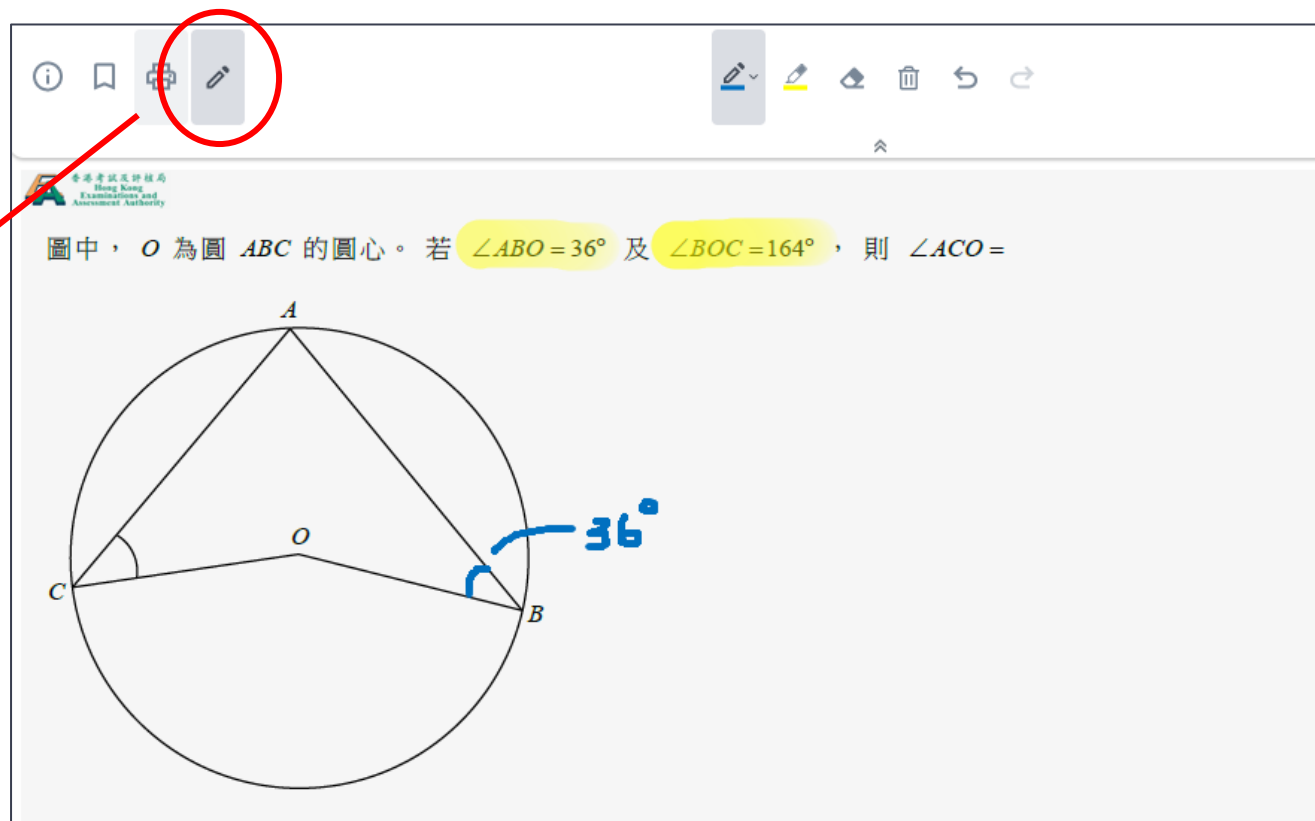 香港考試及評核局
Hong Kong
Examinations and
Assessment Authority
圖中， O 為圓 ABC 的圓心。 若 ∠ABO = 36° 及 ∠BOC = 164° ， 則 ∠ACO =
A
O
36°
C
B